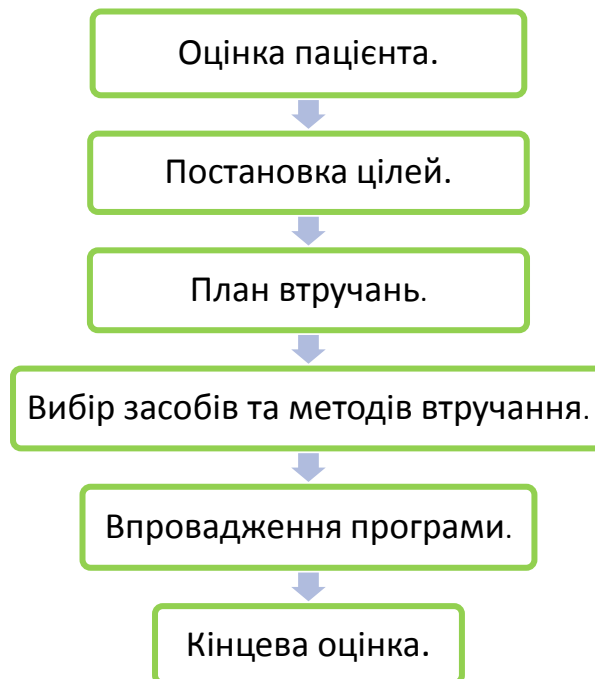 Оцінка пацієнта.
Постановка цілей.
План втручань.
Вибір засобів та методів втручання.
Впровадження програми.
Кінцева оцінка.